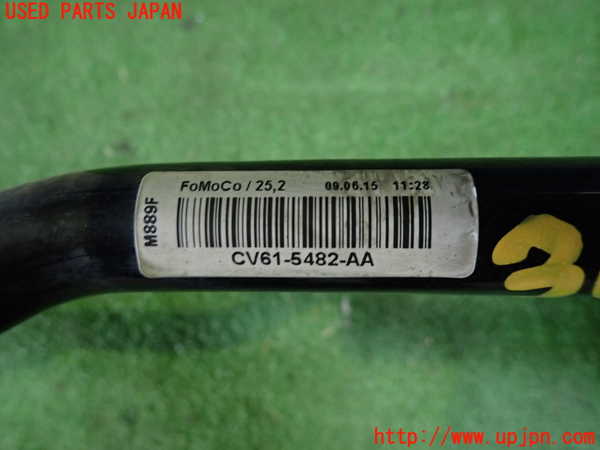 USED PARTS JAPAN
FoMoCo / 25,2 09.06.15 11:28
M889F
CV61-5482-AA
3
http://www.upjpn.com/